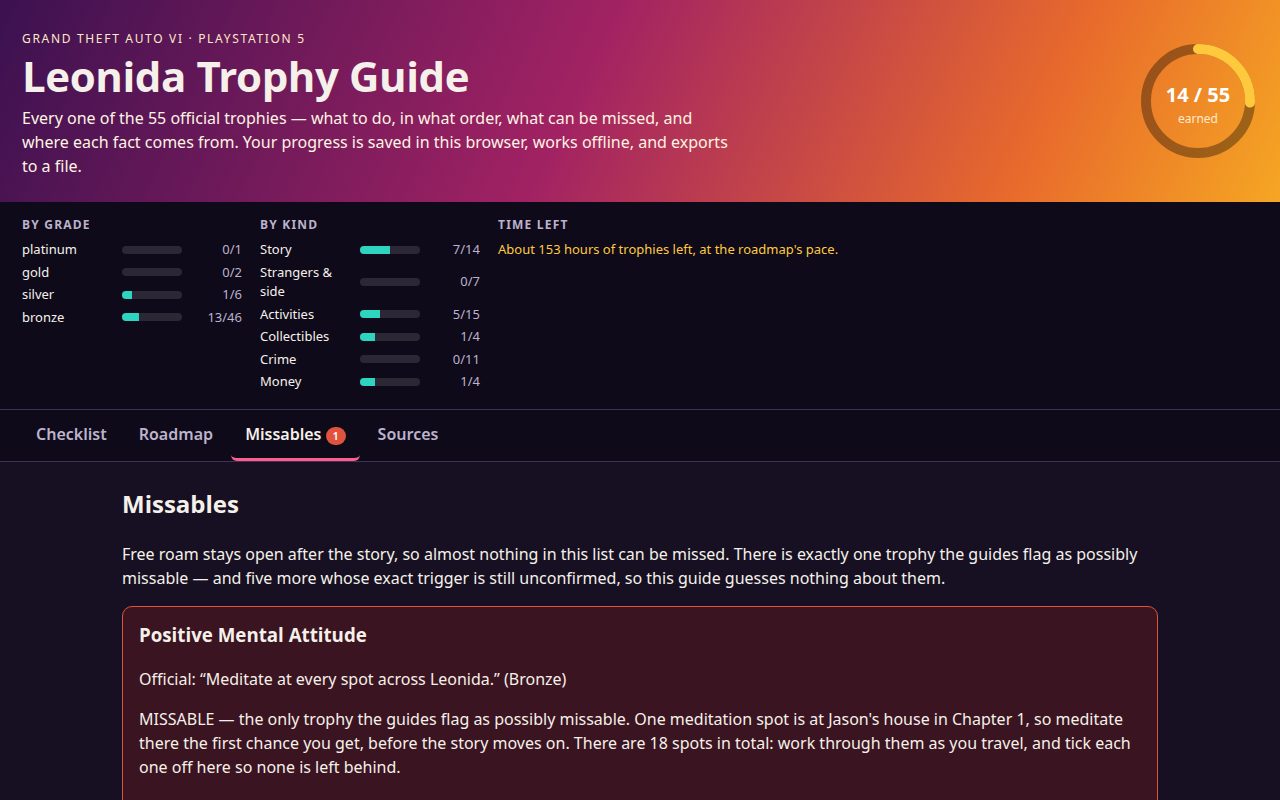 GRAND THEFT AUTO VI · PLAYSTATION 5
Leonida Trophy Guide
Every one of the 55 official trophies — what to do, in what order, what can be missed, and
where each fact comes from. Your progress is saved in this browser, works offline, and exports
to a file.
14 / 55
earned
BY GRADE
platinum 0/1
gold 0/2
silver 1/6
bronze 13/46
BY KIND
Story 7/14
Strangers &
side 0/7
Activities 5/15
Collectibles 1/4
Crime 0/11
Money 1/4
TIME LEFT
About 153 hours of trophies left, at the roadmap's pace.
Checklist Roadmap Missables 1 Sources
Missables
Free roam stays open after the story, so almost nothing in this list can be missed. There is exactly one trophy the guides flag as possibly
missable — and five more whose exact trigger is still unconfirmed, so this guide guesses nothing about them.
Positive Mental Attitude
Official: “Meditate at every spot across Leonida.” (Bronze)
MISSABLE — the only trophy the guides flag as possibly missable. One meditation spot is at Jason's house in Chapter 1, so meditate
there the first chance you get, before the story moves on. There are 18 spots in total: work through them as you travel, and tick each
one off here so none is left behind.